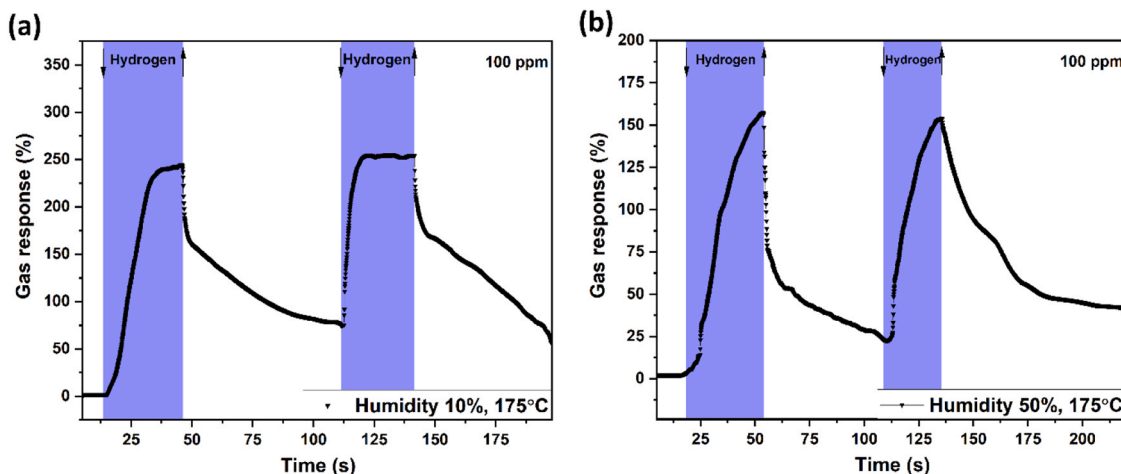 (a)
Hydrogen
Hydrogen
100 ppm
350
300
250
200
150
100
50
0
Gas response (%)
25
50
75
100
125
150
175
Time (s)
Humidity 10%, 175°C
(b)
Hydrogen
Hydrogen
100 ppm
200
175
150
125
100
75
50
25
0
Gas response (%)
25
50
75
100
125
150
175
200
Time (s)
Humidity 50%, 175°C